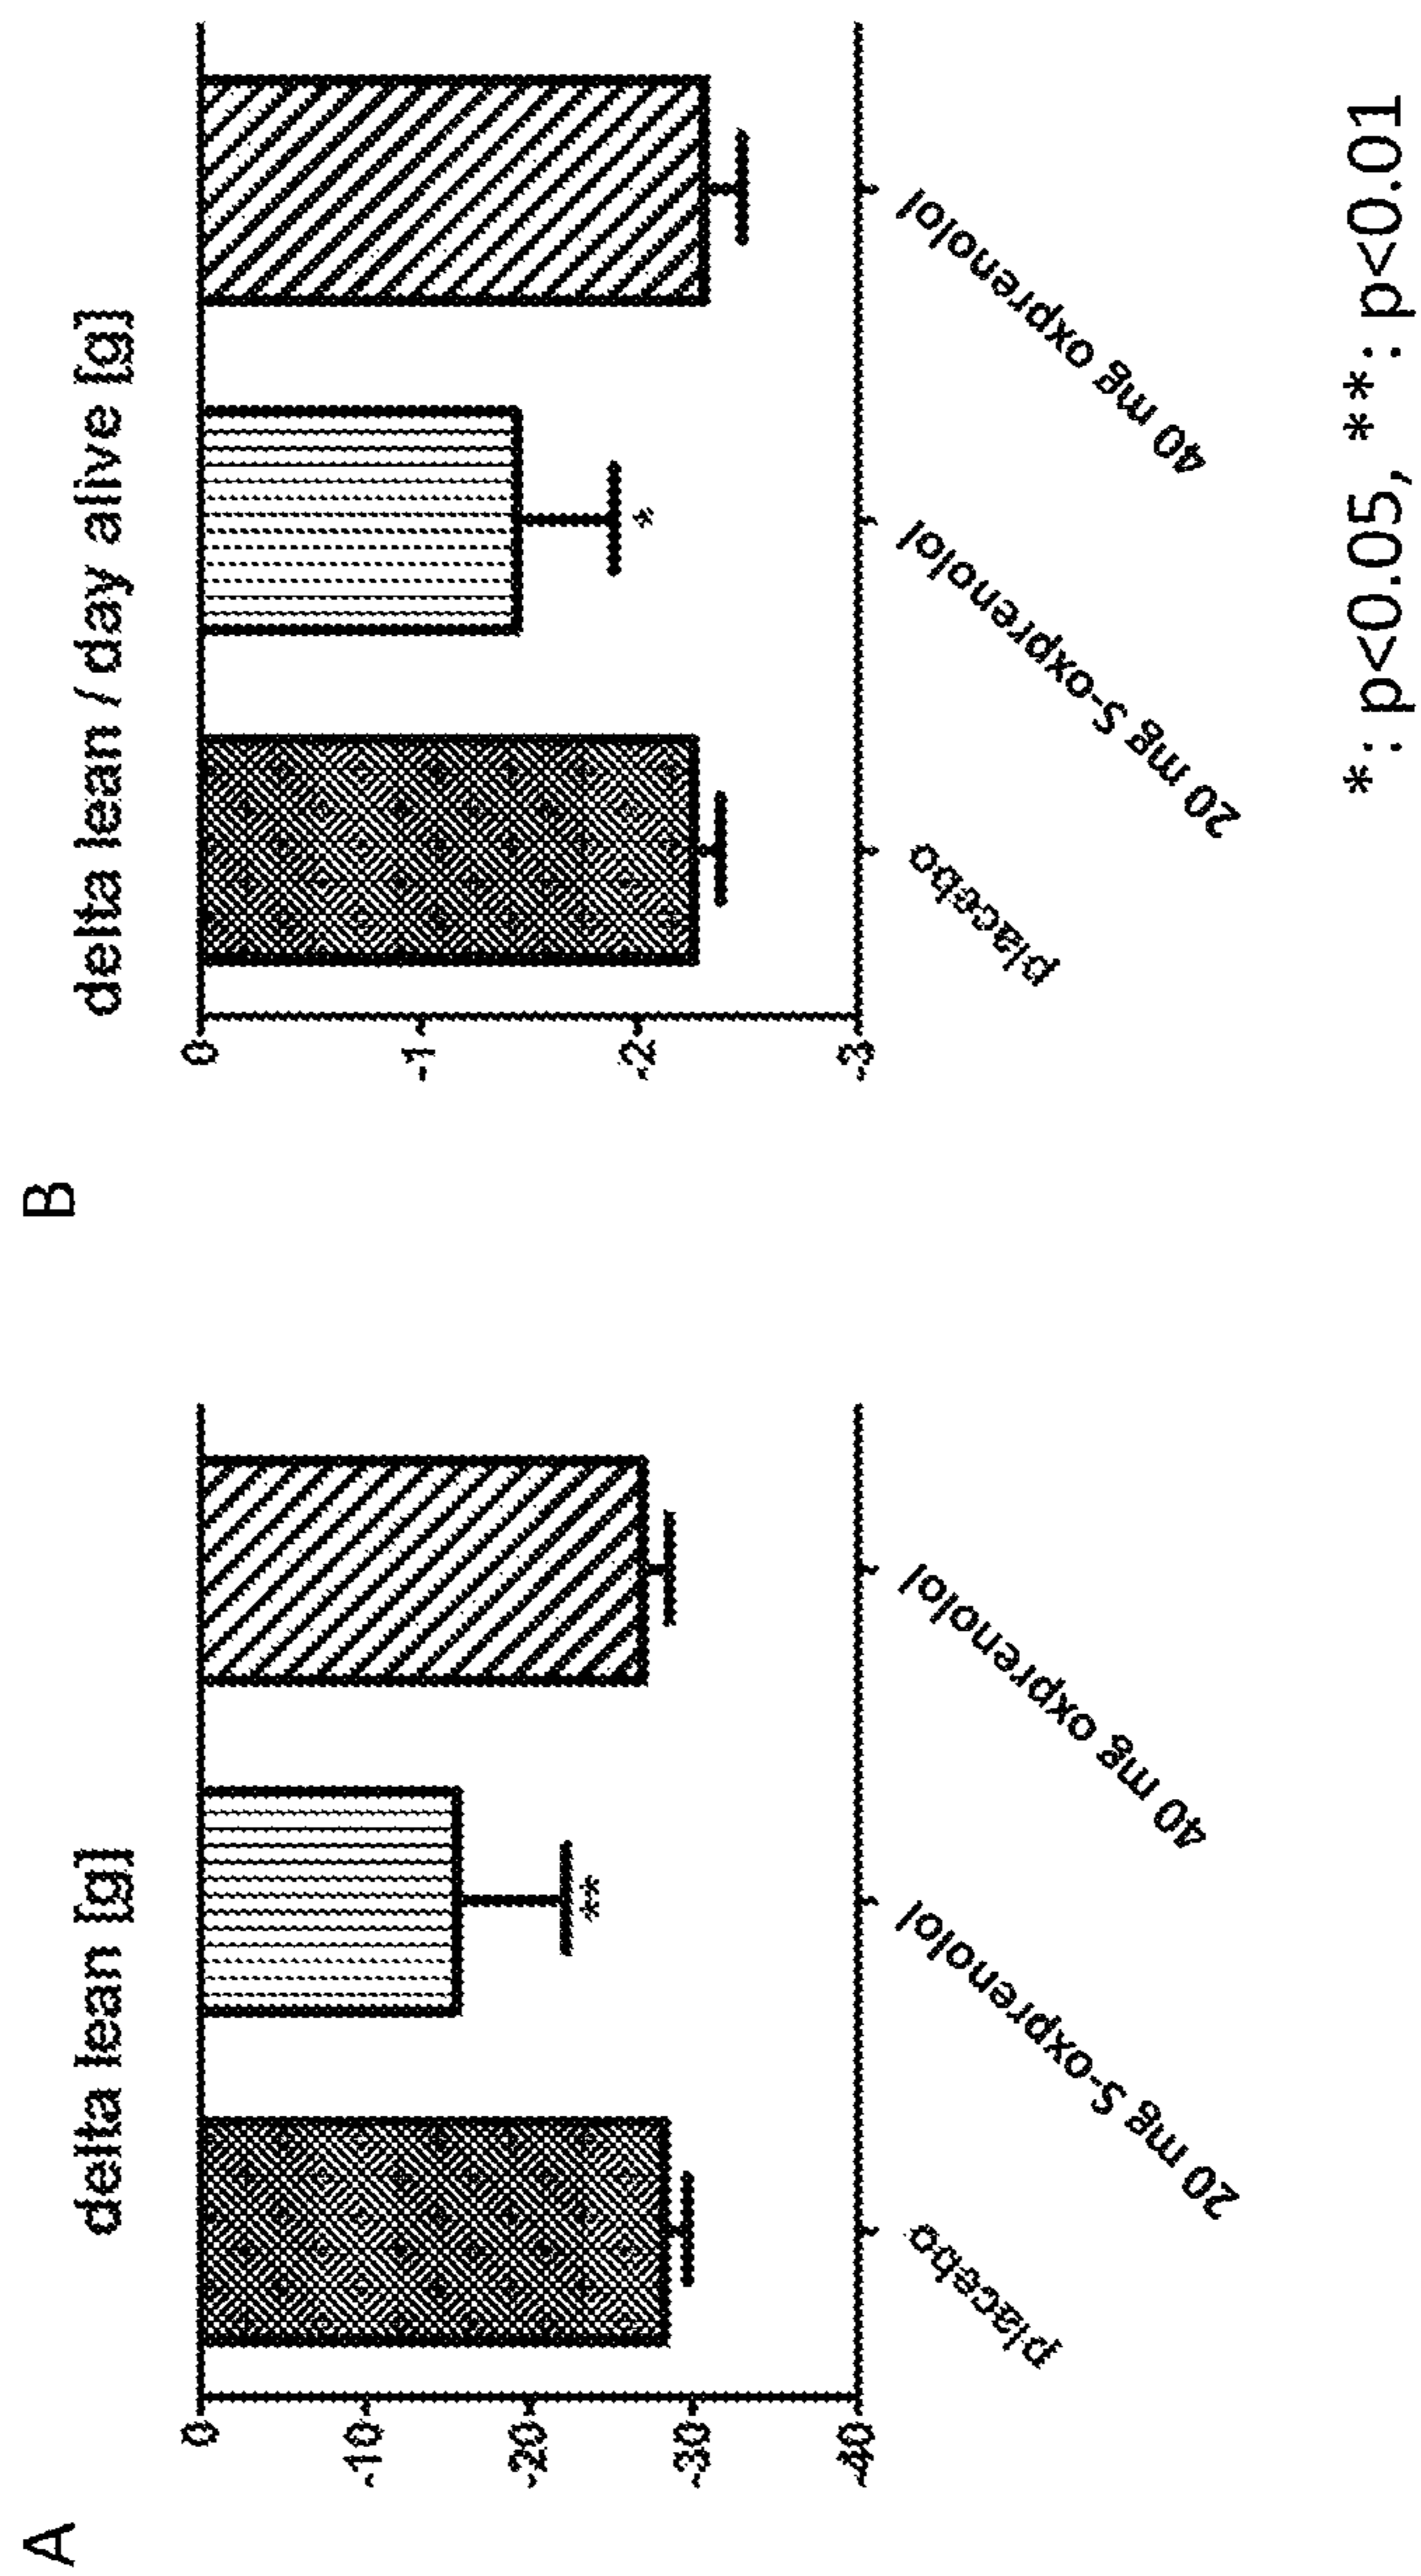 A
delta lean [g]
0
-10
-20
-30
-40
placebo
20 mg S-oxprenolol
40 mg oxprenolol
**
B
delta lean / day alive [g]
0
-1
-2
-3
placebo
20 mg S-oxprenolol
40 mg oxprenolol
*
*: p<0.05, **: p<0.01